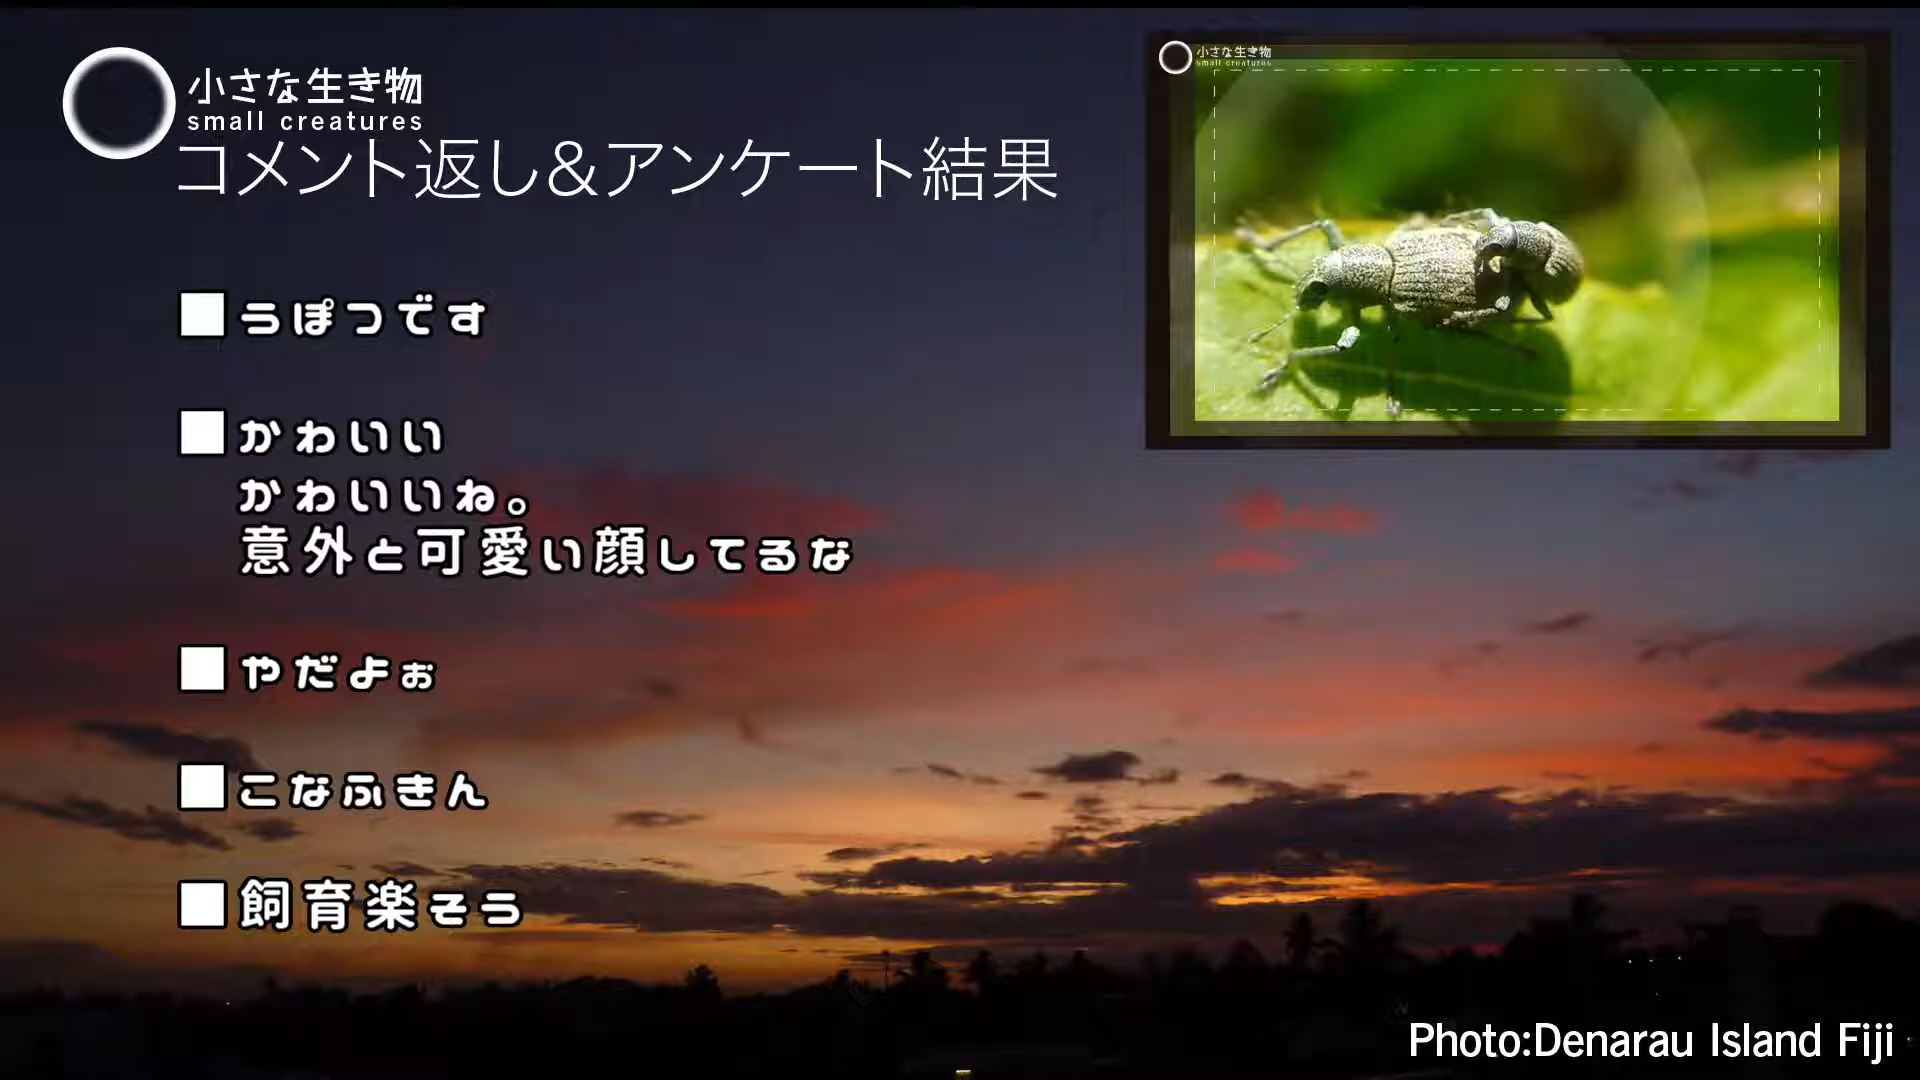 小さな生き物
small creatures
コメント返し&アンケート結果
小さな生き物
small creatures
うぽつです
かわいい
かわいいね。
意外と可愛い顔してるな
やだよぉ
こなふきん
飼育楽そう
Photo:Denarau Island Fiji